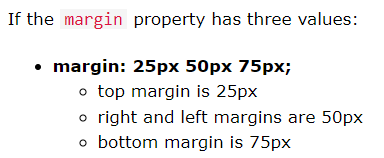 If the margin property has three values:
margin: 25px 50px 75px;
top margin is 25px
right and left margins are 50px
bottom margin is 75px